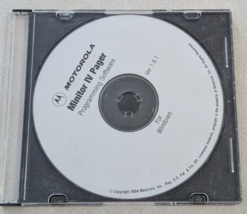 MOTOROLA
Minitor IV Pager
Programming Software
Ver 1.0.1
For
Windows
© Copyright 2004 Motorola, Inc.